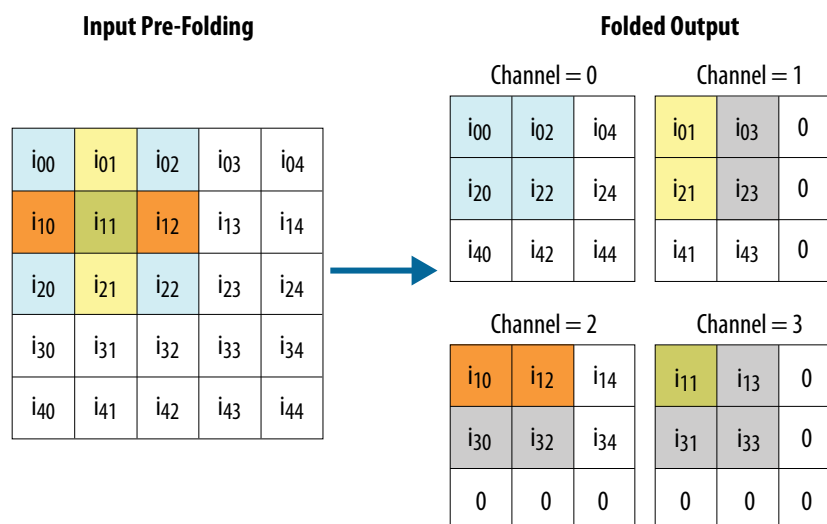 Input Pre-Folding
i00 i01 i02 i03 i04
i10 i11 i12 i13 i14
i20 i21 i22 i23 i24
i30 i31 i32 i33 i34
i40 i41 i42 i43 i44
Folded Output
Channel = 0
i00 i02 i04
i20 i22 i24
i40 i42 i44
Channel = 1
i01 i03 0
i21 i23 0
i41 i43 0
Channel = 2
i10 i12 i14
i30 i32 i34
0 0 0
Channel = 3
i11 i13 0
i31 i33 0
0 0 0